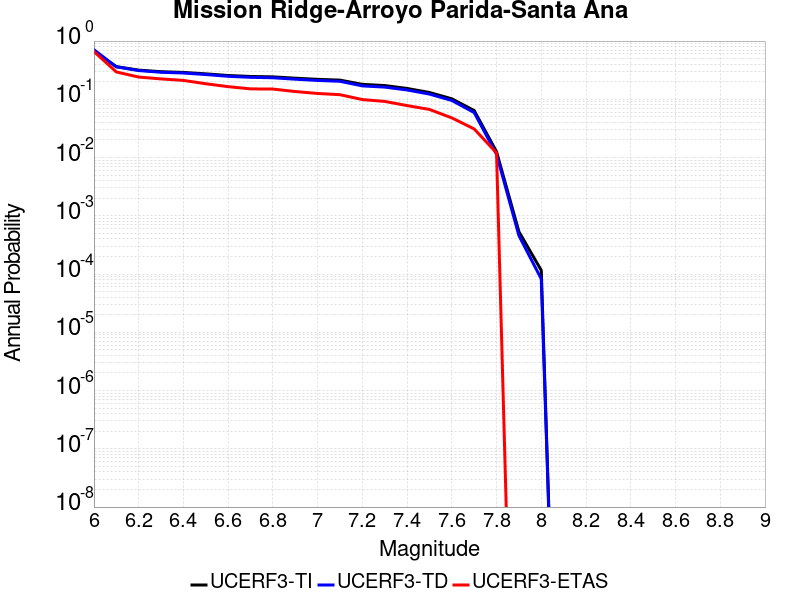 Mission Ridge-Arroyo Parida-Santa Ana
10^0
10^-1
10^-2
10^-3
10^-4
10^-5
10^-6
10^-7
10^-8
Annual Probability
6 6.2 6.4 6.6 6.8 7 7.2 7.4 7.6 7.8 8 8.2 8.4 8.6 8.8 9
Magnitude
UCERF3-TI UCERF3-TD UCERF3-ETAS